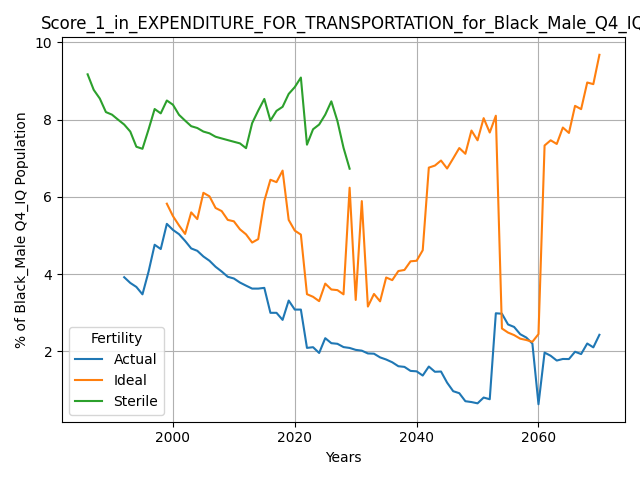 Score_1_in_EXPENDITURE_FOR_TRANSPORTATION_for_Black_Male_Q4_IQ
% of Black_Male Q4_IQ Population
10
8
6
4
2
Fertility
Actual
Ideal
Sterile
2000 2020 2040 2060
Years